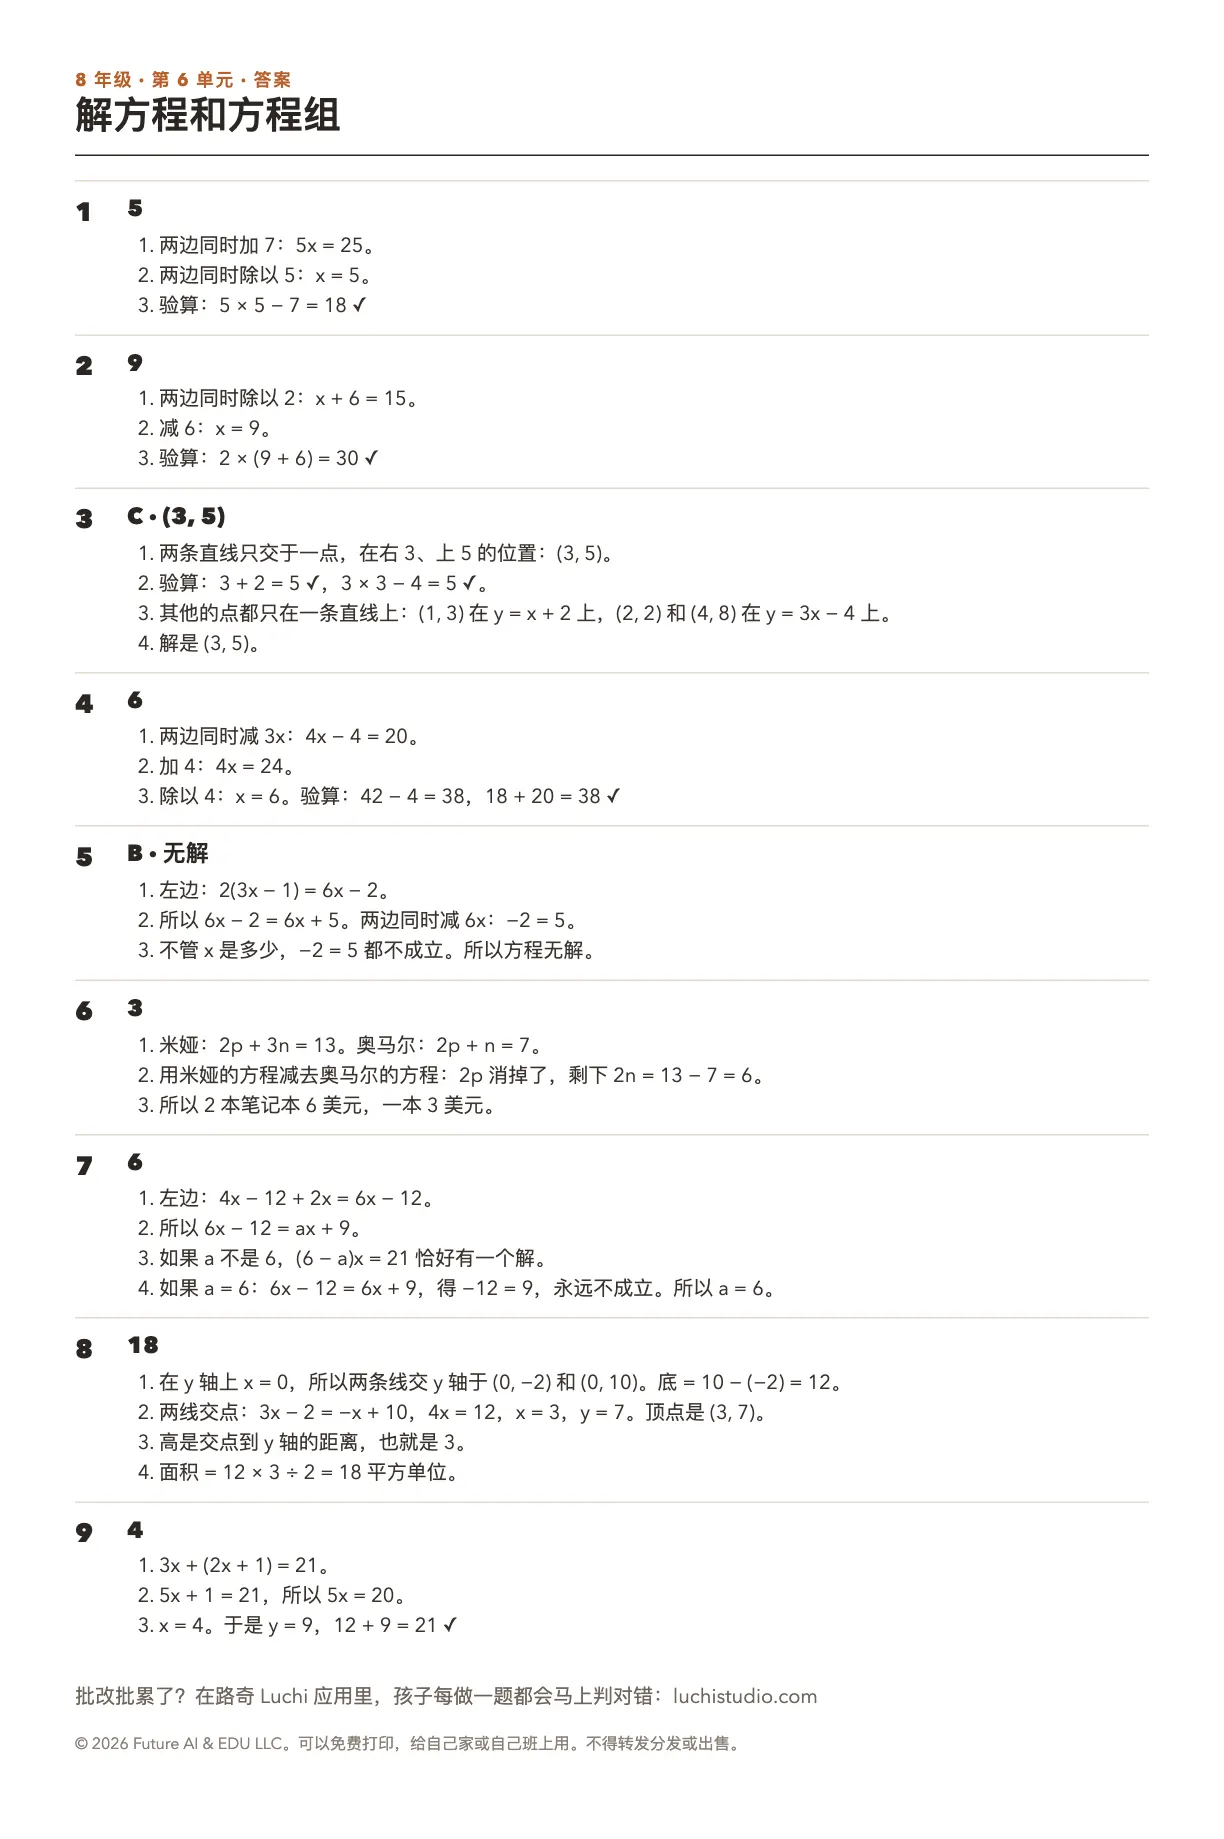 8 年级 · 第 6 单元 · 答案
解方程和方程组
1 5
1. 两边同时加 7：5x = 25。
2. 两边同时除以 5：x = 5。
3. 验算：5 × 5 − 7 = 18 ✓
2 9
1. 两边同时除以 2：x + 6 = 15。
2. 减 6：x = 9。
3. 验算：2 × (9 + 6) = 30 ✓
3 C · (3, 5)
1. 两条直线只交于一点，在右 3、上 5 的位置：(3, 5)。
2. 验算：3 + 2 = 5 ✓，3 × 3 − 4 = 5 ✓。
3. 其他的点都只在一条直线上：(1, 3) 在 y = x + 2 上，(2, 2) 和 (4, 8) 在 y = 3x − 4 上。
4. 解是 (3, 5)。
4 6
1. 两边同时减 3x：4x − 4 = 20。
2. 加 4：4x = 24。
3. 除以 4：x = 6。验算：42 − 4 = 38，18 + 20 = 38 ✓
5 B · 无解
1. 左边：2(3x − 1) = 6x − 2。
2. 所以 6x − 2 = 6x + 5。两边同时减 6x：−2 = 5。
3. 不管 x 是多少，−2 = 5 都不成立。所以方程无解。
6 3
1. 米娅：2p + 3n = 13。奥马尔：2p + n = 7。
2. 用米娅的方程减去奥马尔的方程：2p 消掉了，剩下 2n = 13 − 7 = 6。
3. 所以 2 本笔记本 6 美元，一本 3 美元。
7 6
1. 左边：4x − 12 + 2x = 6x − 12。
2. 所以 6x − 12 = ax + 9。
3. 如果 a 不是 6，(6 − a)x = 21 恰好有一个解。
4. 如果 a = 6：6x − 12 = 6x + 9，得 −12 = 9，永远不成立。所以 a = 6。
8 18
1. 在 y 轴上 x = 0，所以两条线交 y 轴于 (0, −2) 和 (0, 10)。底 = 10 − (−2) = 12。
2. 两线交点：3x − 2 = −x + 10，4x = 12，x = 3，y = 7。顶点是 (3, 7)。
3. 高是交点到 y 轴的距离，也就是 3。
4. 面积 = 12 × 3 ÷ 2 = 18 平方单位。
9 4
1. 3x + (2x + 1) = 21。
2. 5x + 1 = 21，所以 5x = 20。
3. x = 4。于是 y = 9，12 + 9 = 21 ✓
批改批累了？在路奇 Luchi 应用里，孩子每做一题都会马上判对错：luchistudio.com
© 2026 Future AI & EDU LLC。可以免费打印，给自己家或自己班上用。不得转发分发或出售。